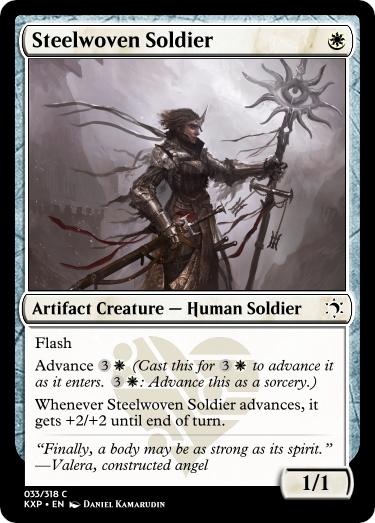 Steelwoven Soldier
Artifact Creature — Human Soldier
Flash
Advance 3 (Cast this for 3 to advance it
as it enters. 3 : Advance this as a sorcery.)
Whenever Steelwoven Soldier advances, it
gets +2/+2 until end of turn.
“Finally, a body may be as strong as its spirit.”
—Valera, constructed angel
1/1
033/318 C
KXP • EN Daniel Kamarudin